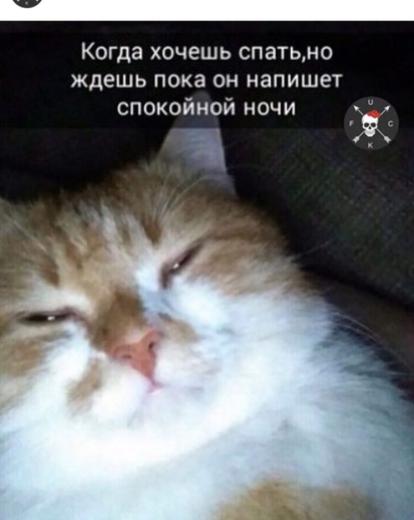 Когда хочешь спать,но
ждешь пока он напишет
спокойной ночи
U
F C
K